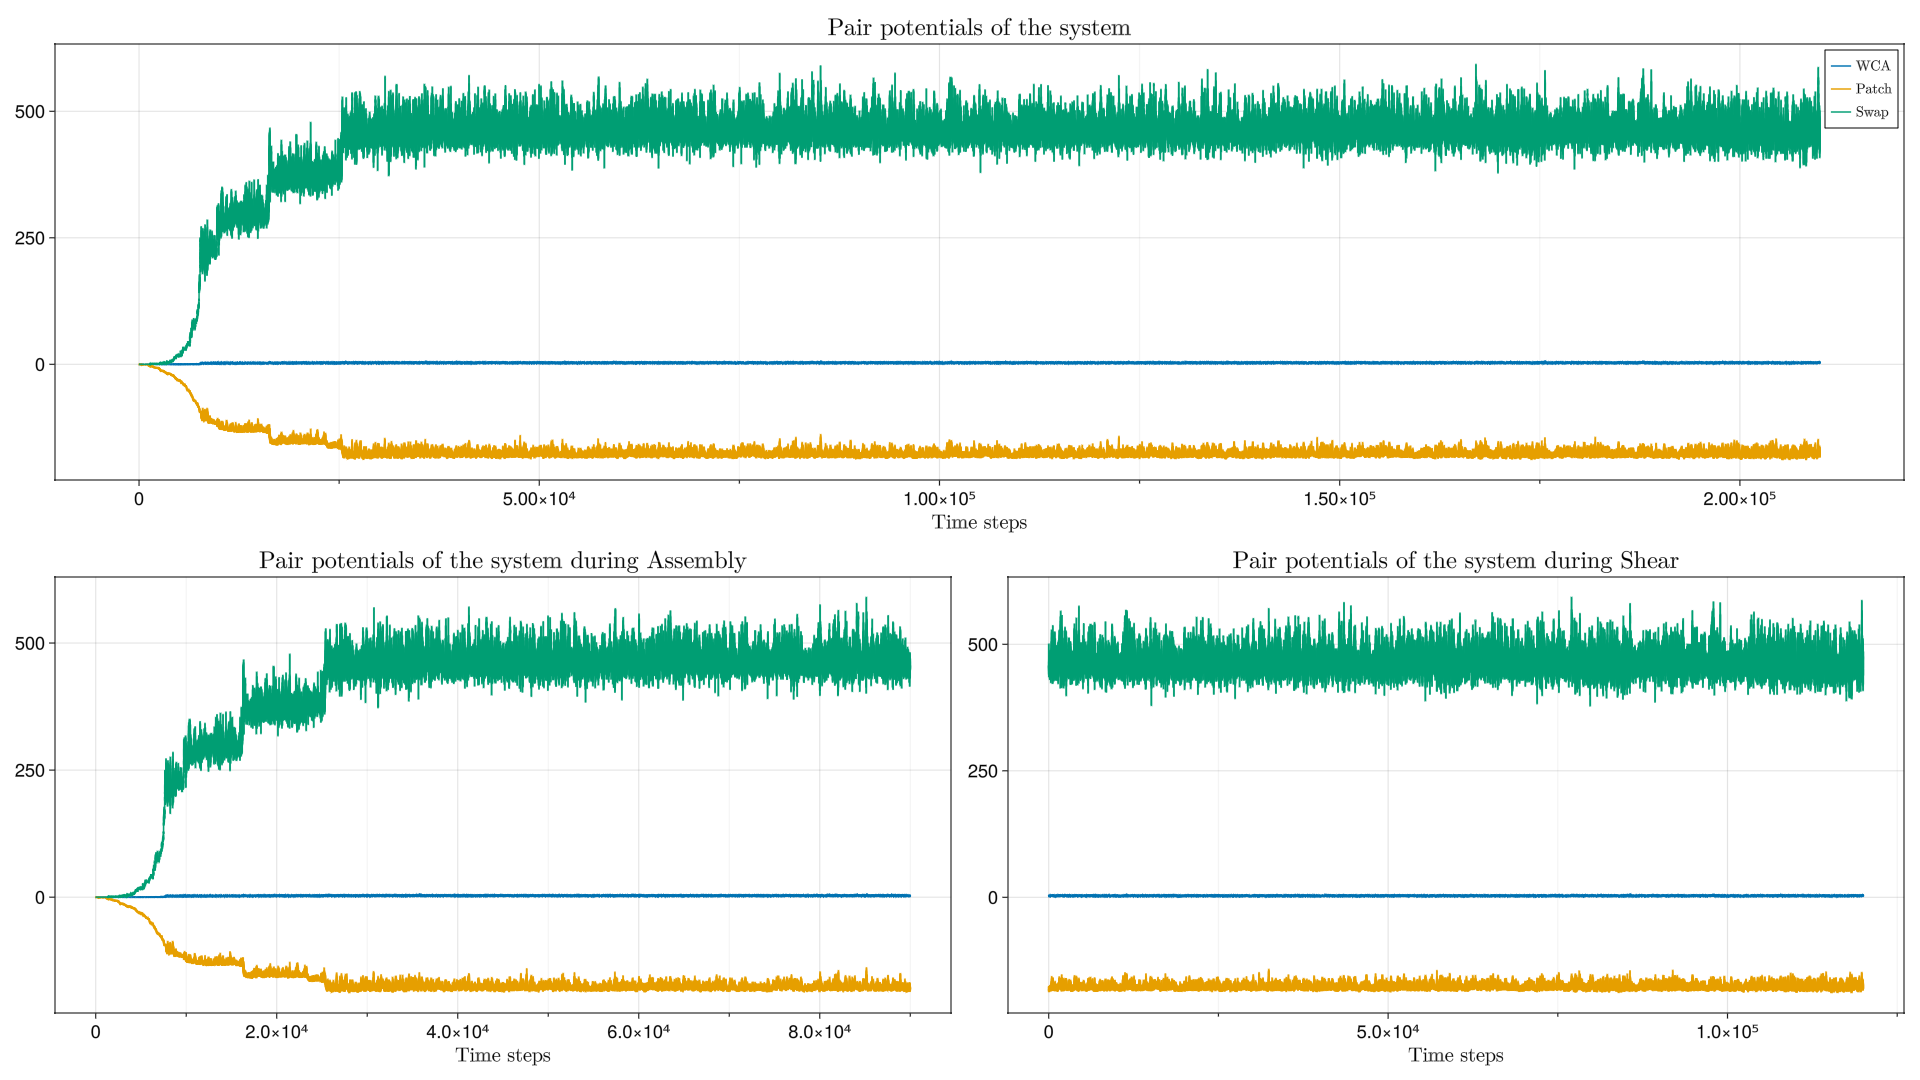 Pair potentials of the system
WCA
Patch
Swap
500
250
0
0
5.00×10⁴
1.00×10⁵
1.50×10⁵
2.00×10⁵
Time steps
Pair potentials of the system during Assembly
500
250
0
0
2.0×10⁴
4.0×10⁴
6.0×10⁴
8.0×10⁴
Time steps
Pair potentials of the system during Shear
500
250
0
0
5.0×10⁴
1.0×10⁵
Time steps